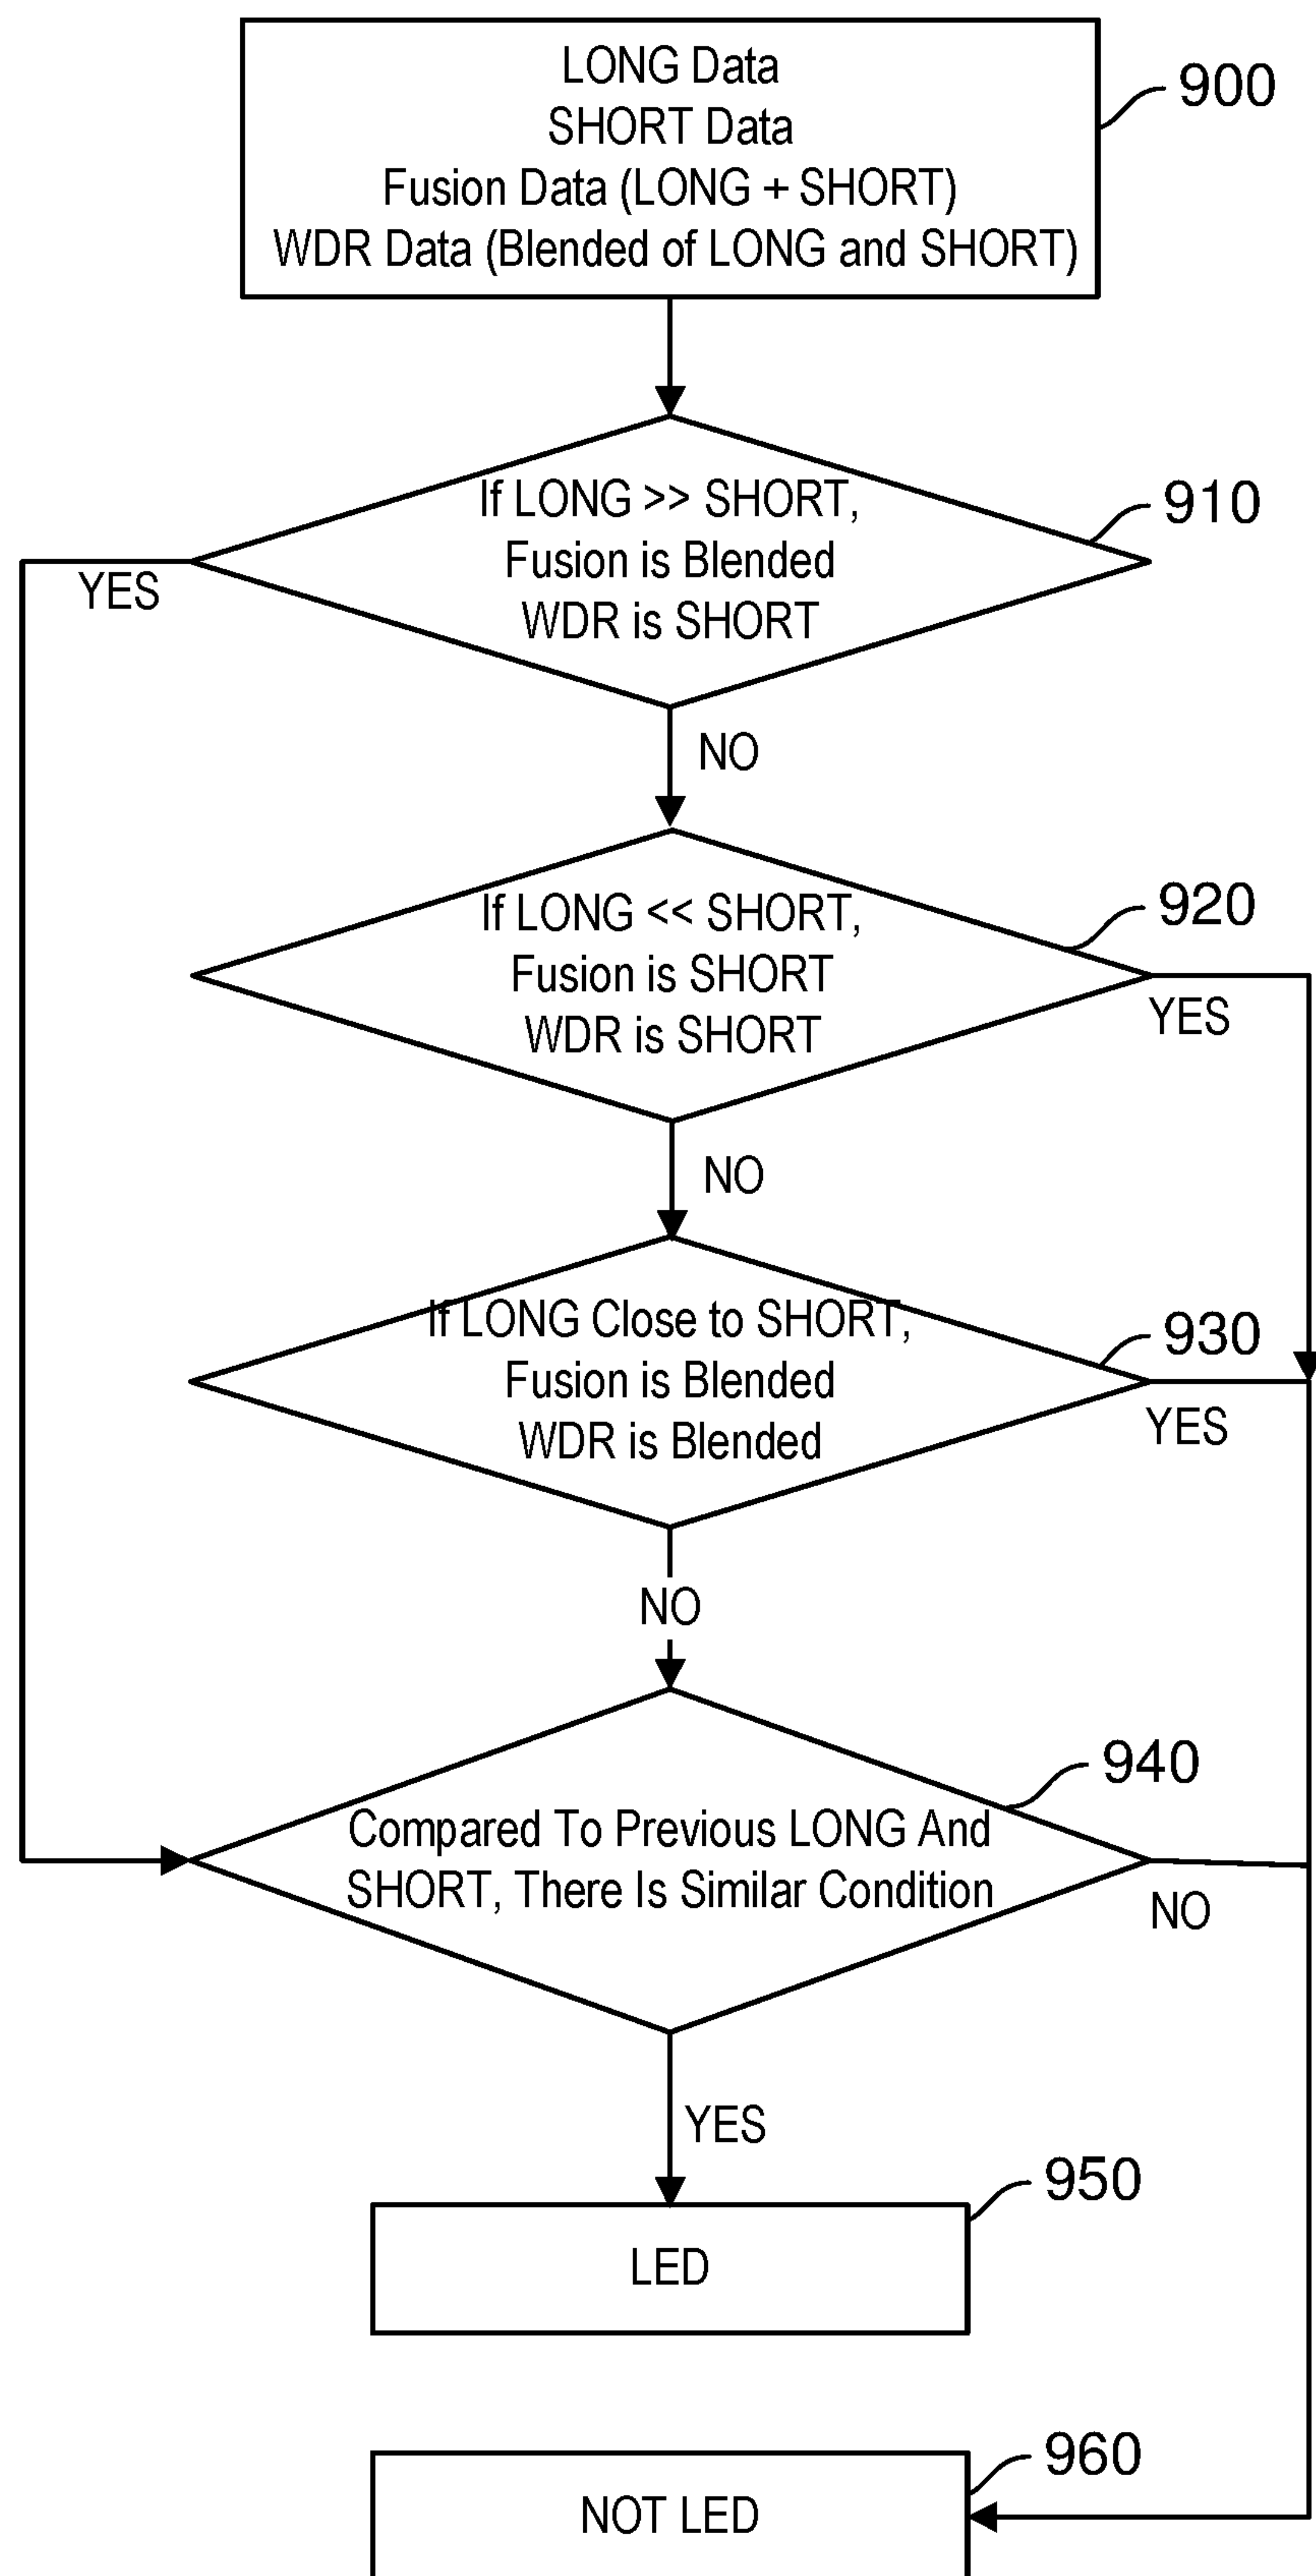 LONG Data
SHORT Data
Fusion Data (LONG + SHORT)
WDR Data (Blended of LONG and SHORT)
900
If LONG >> SHORT,
Fusion is Blended
WDR is SHORT
910
YES
NO
If LONG << SHORT,
Fusion is SHORT
WDR is SHORT
920
YES
NO
If LONG Close to SHORT,
Fusion is Blended
WDR is Blended
930
YES
NO
Compared To Previous LONG And
SHORT, There Is Similar Condition
940
NO
YES
LED
950
NOT LED
960